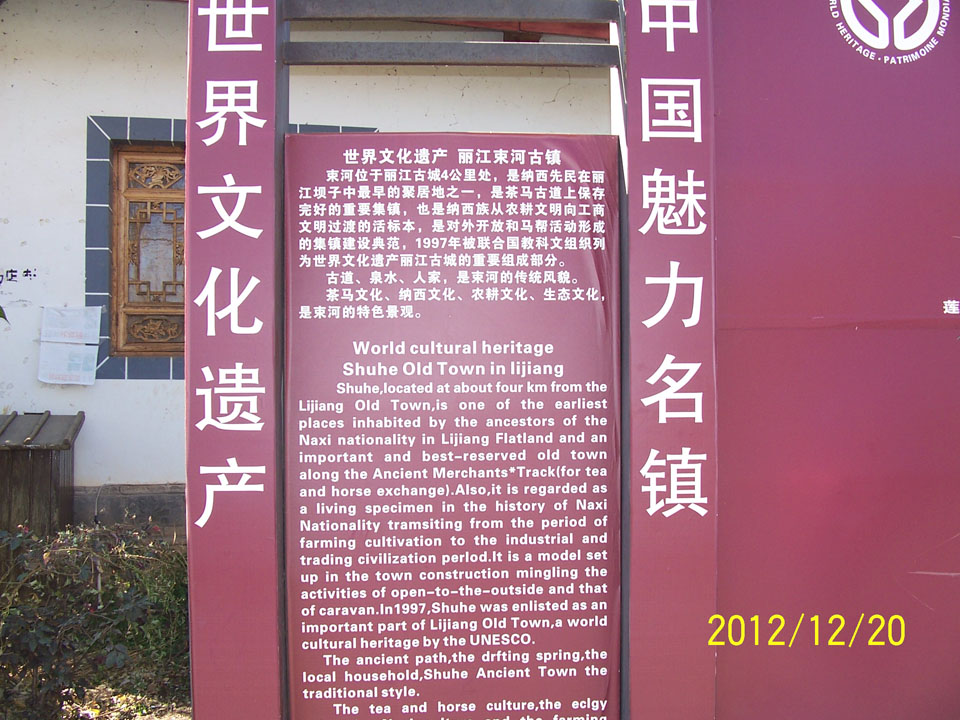 世界文化遗产
中国魅力名镇
WORLD HERITAGE · PATRIMOINE MONDIAL
世界文化遗产 丽江束河古镇
束河位于丽江古城4公里处，是纳西先民在丽
江坝子中最早的聚居地之一，是茶马古道上保存
完好的重要集镇，也是纳西族从农耕文明向工商
文明过渡的活标本，是对外开放和马帮活动形成
的集镇建设典范，1997年被联合国教科文组织列
为世界文化遗产丽江古城的重要组成部分。
古道、泉水、人家，是束河的传统风貌。
茶马文化、纳西文化、农耕文化、生态文化，
是束河的特色景观。
World cultural heritage
Shuhe Old Town in lijiang
Shuhe,located at about four km from the
Lijiang Old Town,is one of the earliest
places inhabited by the ancestors of the
Naxi nationality in Lijiang Flatland and an
important and best-reserved old town
along the Ancient Merchants*Track(for tea
and horse exchange).Also,it is regarded as
a living specimen in the history of Naxi
Nationality tramsiting from the period of
farming cultivation to the industrial and
trading civilization perlod.It is a model set
up in the town construction mingling the
activities of open-to-the-outside and that
of caravan.In1997,Shuhe was enlisted as an
important part of Lijiang Old Town,a world
cultural heritage by the UNESCO.
The ancient path,the drfting spring,the
local household,Shuhe Ancient Town the
traditional style.
The tea and horse culture,the eclgy
and the farming
莲
2012/12/20